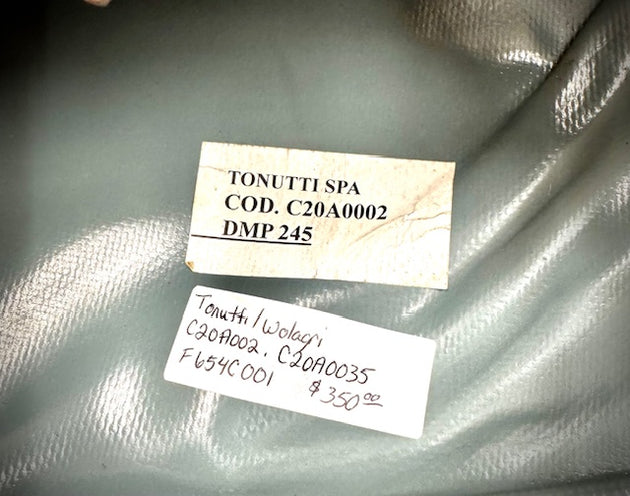 TONUTTI SPA
COD. C20A0002
DMP 245
Tonutti/Wolagri
C20A002, C20A0035
F654C001 $350.00